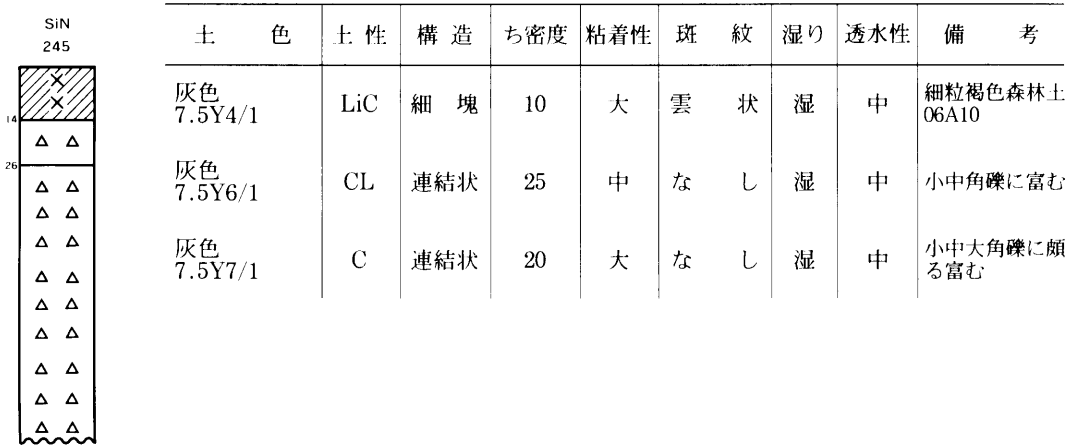 SiN
245
14
26
土色 土性 構造 ち密度 粘着性 斑紋 湿り 透水性 備考
灰色
7.5Y4/1 LiC 細塊 10 大 雲状 湿 中 細粒褐色森林土
06A10
灰色
7.5Y6/1 CL 連結状 25 中 なし 湿 中 小中角礫に富む
灰色
7.5Y7/1 C 連結状 20 大 なし 湿 中 小中大角礫に頗
る富む